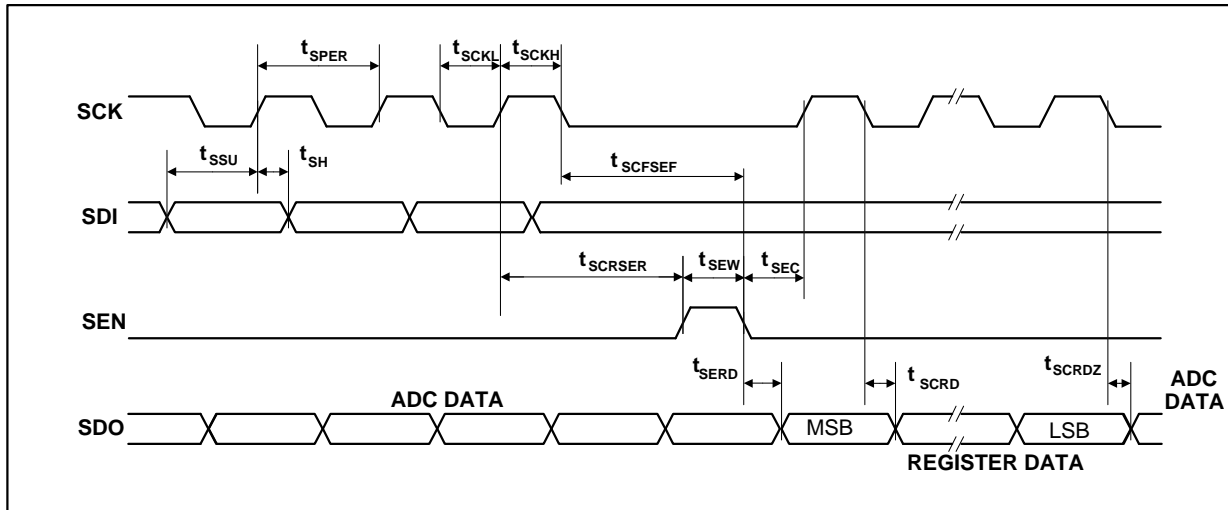 tSPER
tSCKL
tSCKH
SCK
tSSU
tSH
tSCFSEF
SDI
tSCRSER
tSEW
tSEC
SEN
tSERD
tSCRD
tSCRDZ
ADC
DATA
ADC DATA
SDO
MSB
LSB
REGISTER DATA